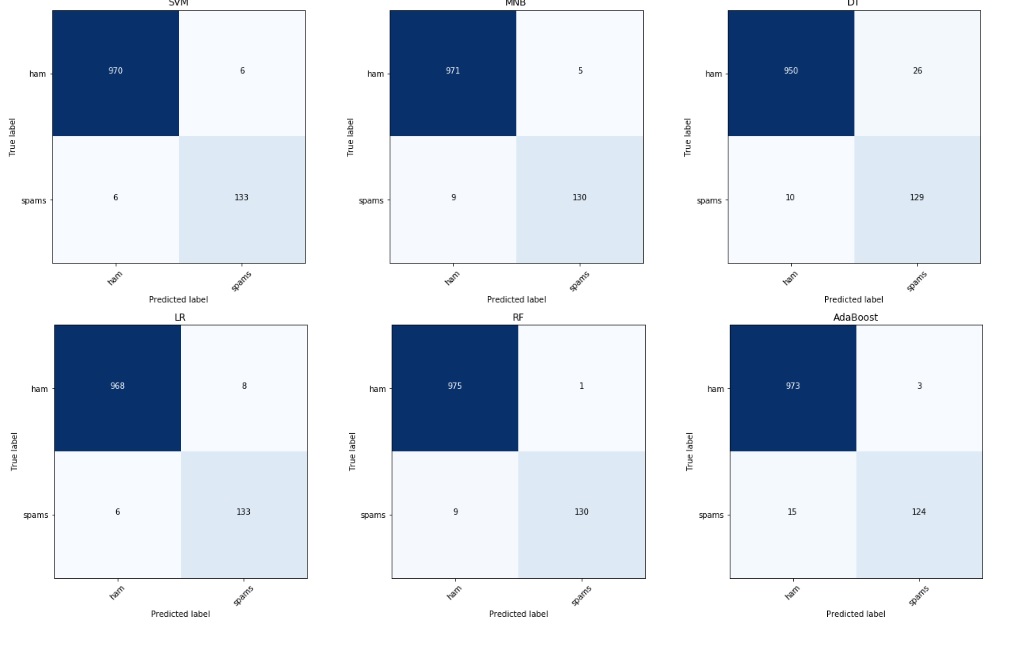 SVM
MNB
DT
ham
970
6
ham
971
5
ham
950
26
True label
True label
True label
spams
6
133
spams
9
130
spams
10
129
ham
spams
ham
spams
ham
spams
Predicted label
Predicted label
Predicted label
LR
RF
AdaBoost
ham
968
8
ham
975
1
ham
973
3
True label
True label
True label
spams
6
133
spams
9
130
spams
15
124
ham
spams
ham
spams
ham
spams
Predicted label
Predicted label
Predicted label